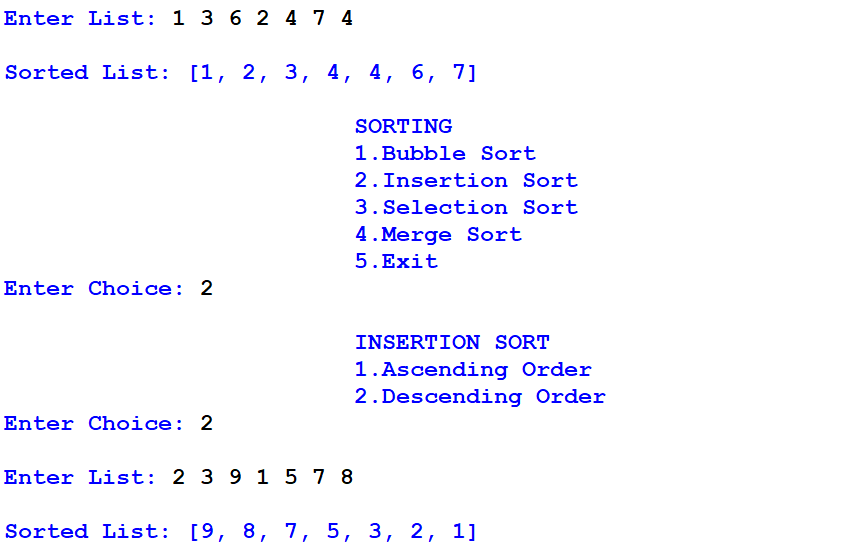 Enter List: 1 3 6 2 4 7 4
Sorted List: [1, 2, 3, 4, 4, 6, 7]
SORTING
1.Bubble Sort
2.Insertion Sort
3.Selection Sort
4.Merge Sort
5.Exit
Enter Choice: 2
INSERTION SORT
1.Ascending Order
2.Descending Order
Enter Choice: 2
Enter List: 2 3 9 1 5 7 8
Sorted List: [9, 8, 7, 5, 3, 2, 1]